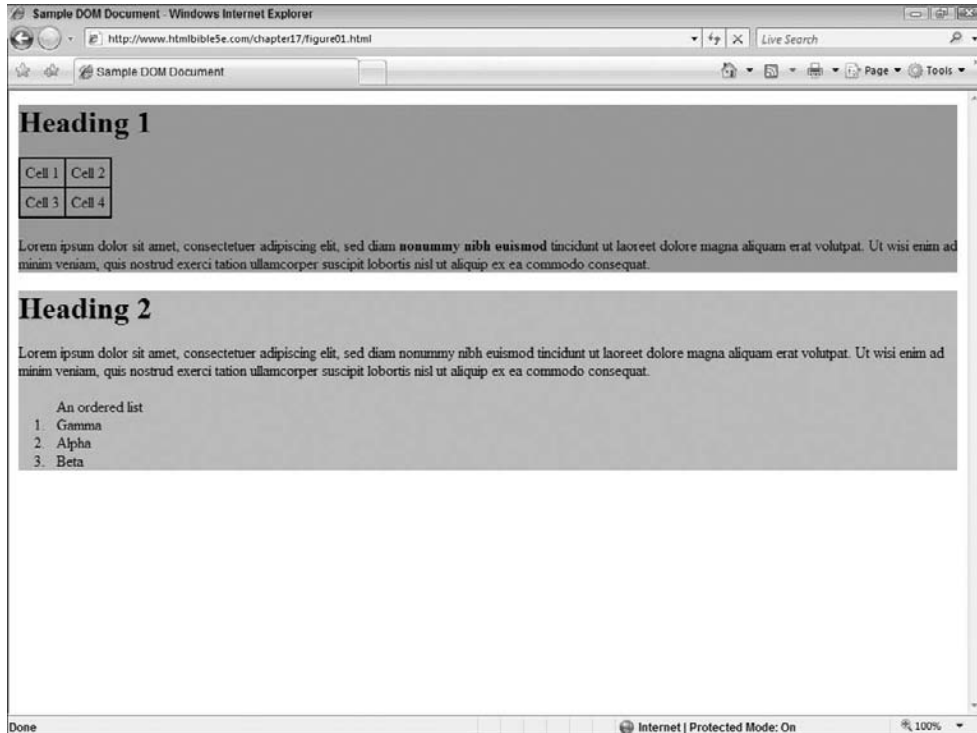 Sample DOM Document - Windows Internet Explorer
http://www.htmlbible5e.com/chapter17/figure01.html
Live Search
Sample DOM Document
Page
Tools
Heading 1
Cell 1 Cell 2
Cell 3 Cell 4
Lorem ipsum dolor sit amet, consectetuer adipiscing elit, sed diam nonummy nibh euismod tincidunt ut laoreet dolore magna aliquam erat volutpat. Ut wisi enim ad
minim veniam, quis nostrud exerci tation ullamcorper suscipit lobortis nisl ut aliquip ex ea commodo consequat.
Heading 2
Lorem ipsum dolor sit amet, consectetuer adipiscing elit, sed diam nonummy nibh euismod tincidunt ut laoreet dolore magna aliquam erat volutpat. Ut wisi enim ad
minim veniam, quis nostrud exerci tation ullamcorper suscipit lobortis nisl ut aliquip ex ea commodo consequat.
An ordered list
1. Gamma
2. Alpha
3. Beta
Done
Internet | Protected Mode: On
100%